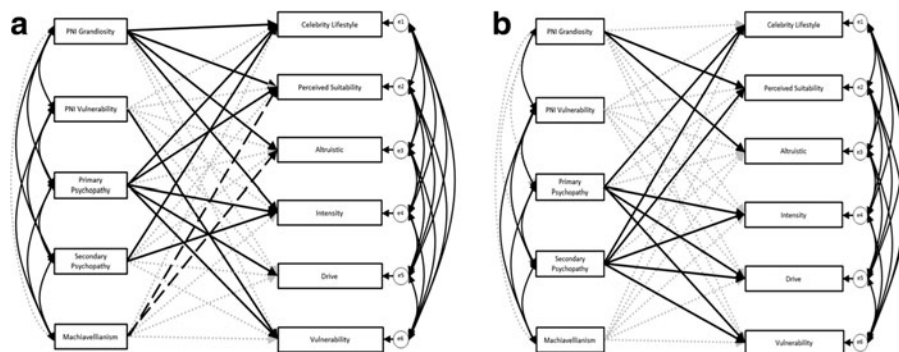 a
PNI Grandiosity
PNI Vulnerability
Primary
Psychopathy
Secondary
Psychopathy
Machiavellianism
Celebrity Lifestyle
Perceived Suitability
Altruistic
Intensity
Drive
Vulnerability
e1
e2
e3
e4
e5
e6
b
PNI Grandiosity
PNI Vulnerability
Primary
Psychopathy
Secondary
Psychopathy
Machiavellianism
Celebrity Lifestyle
Perceived Suitability
Altruistic
Intensity
Drive
Vulnerability
e1
e2
e3
e4
e5
e6